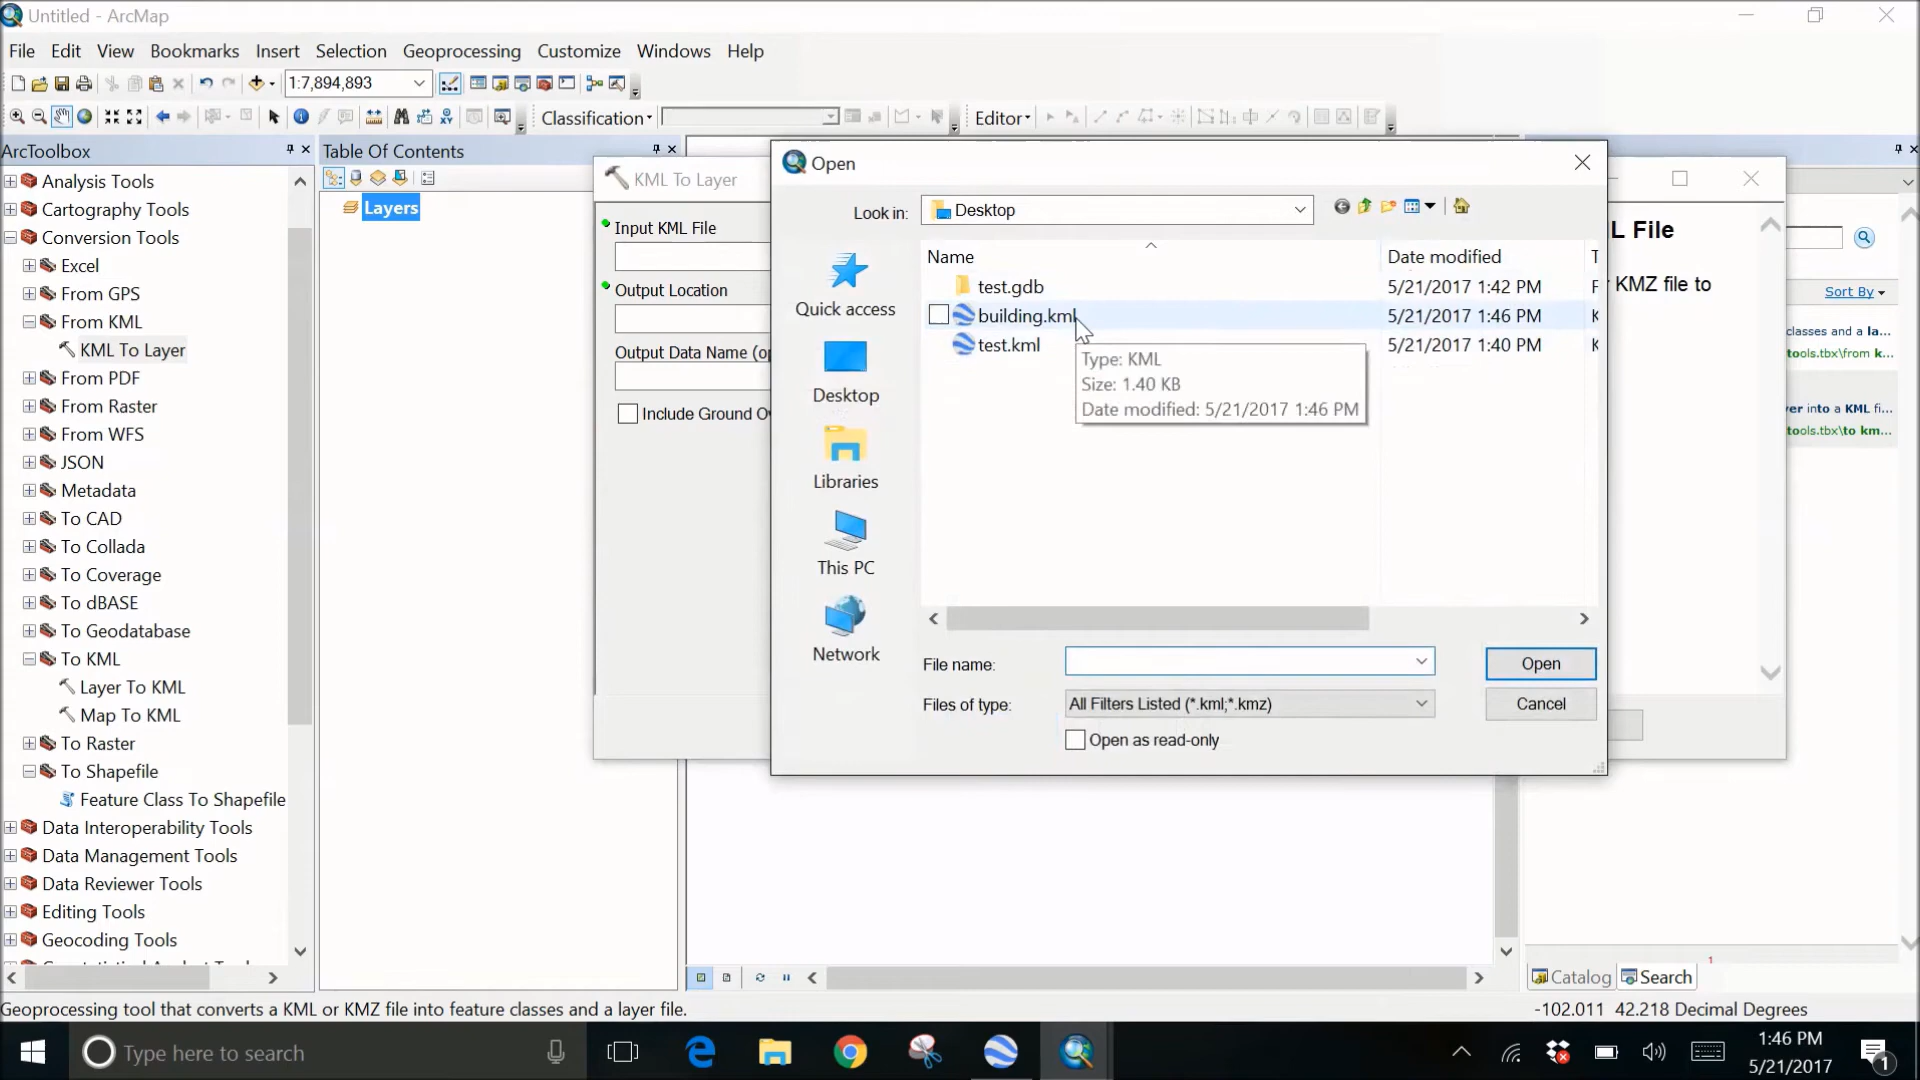 Untitled - ArcMap
File Edit View Bookmarks Insert Selection Geoprocessing Customize Windows Help
1:7,894,893
Classification Editor
ArcToolbox
Analysis Tools
Cartography Tools
Conversion Tools
Excel
From GPS
From KML
KML To Layer
From PDF
From Raster
From WFS
JSON
Metadata
To CAD
To Collada
To Coverage
To dBASE
To Geodatabase
To KML
Layer To KML
Map To KML
To Raster
To Shapefile
Feature Class To Shapefile
Data Interoperability Tools
Data Management Tools
Data Reviewer Tools
Editing Tools
Geocoding Tools
Table Of Contents
Layers
KML To Layer
Input KML File
Output Location
Output Data Name (op
Include Ground Ov
Open
Look in: Desktop
Quick access
Desktop
Libraries
This PC
Network
Name Date modified T
test.gdb 5/21/2017 1:42 PM F
building.kml 5/21/2017 1:46 PM K
test.kml 5/21/2017 1:40 PM K
Type: KML
Size: 1.40 KB
Date modified: 5/21/2017 1:46 PM
File name: Open
Files of type: All Filters Listed (*.kml;*.kmz) Cancel
Open as read-only
L File
KMZ file to
Sort By
classes and a la...
tools.tbx\from k...
er into a KML fi...
tools.tbx\to km...
1
Catalog Search
Geoprocessing tool that converts a KML or KMZ file into feature classes and a layer file.
-102.011 42.218 Decimal Degrees
Type here to search
1:46 PM
5/21/2017
1